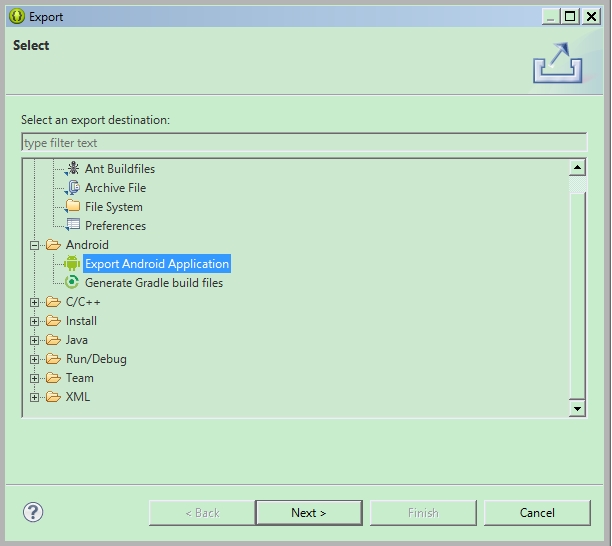 Export
Select
Select an export destination:
type filter text
Ant Buildfiles
Archive File
File System
Preferences
Android
Export Android Application
Generate Gradle build files
C/C++
Install
Java
Run/Debug
Team
XML
?
< Back
Next >
Finish
Cancel